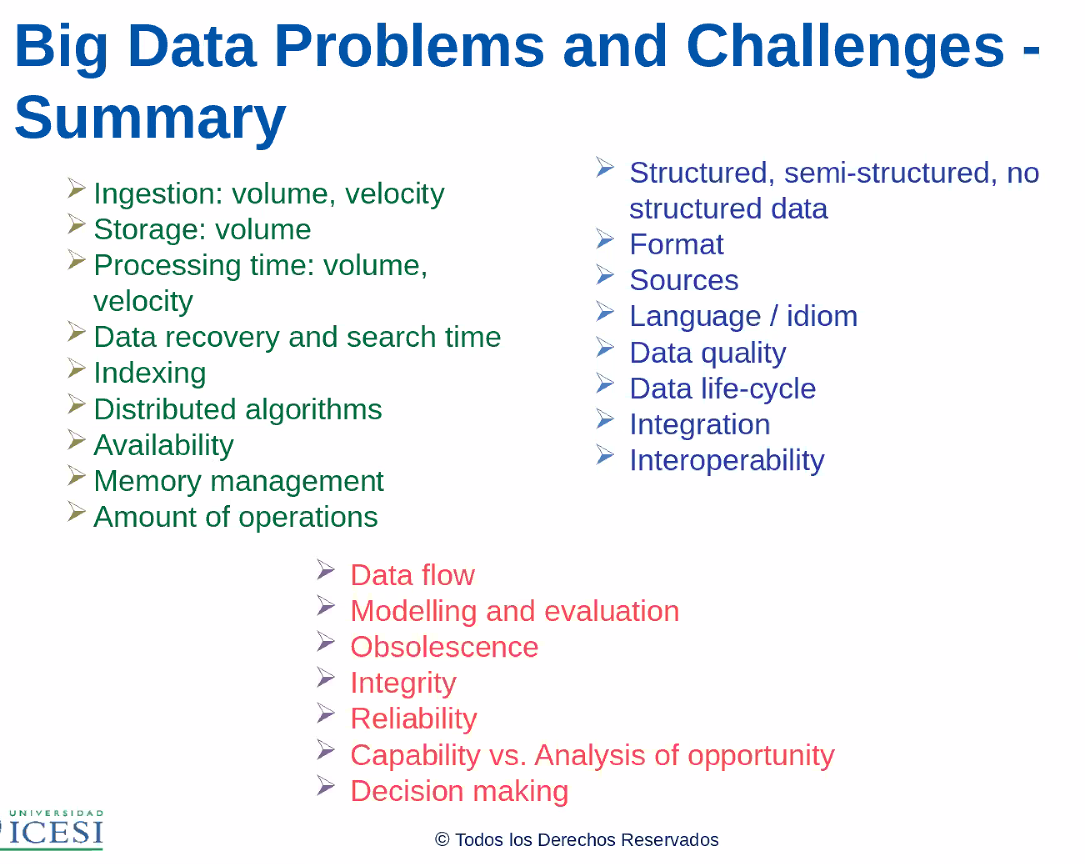 Big Data Problems and Challenges -
Summary
Ingestion: volume, velocity
Storage: volume
Processing time: volume,
velocity
Data recovery and search time
Indexing
Distributed algorithms
Availability
Memory management
Amount of operations
Structured, semi-structured, no
structured data
Format
Sources
Language / idiom
Data quality
Data life-cycle
Integration
Interoperability
Data flow
Modelling and evaluation
Obsolescence
Integrity
Reliability
Capability vs. Analysis of opportunity
Decision making
UNIVERSIDAD
ICESI
© Todos los Derechos Reservados